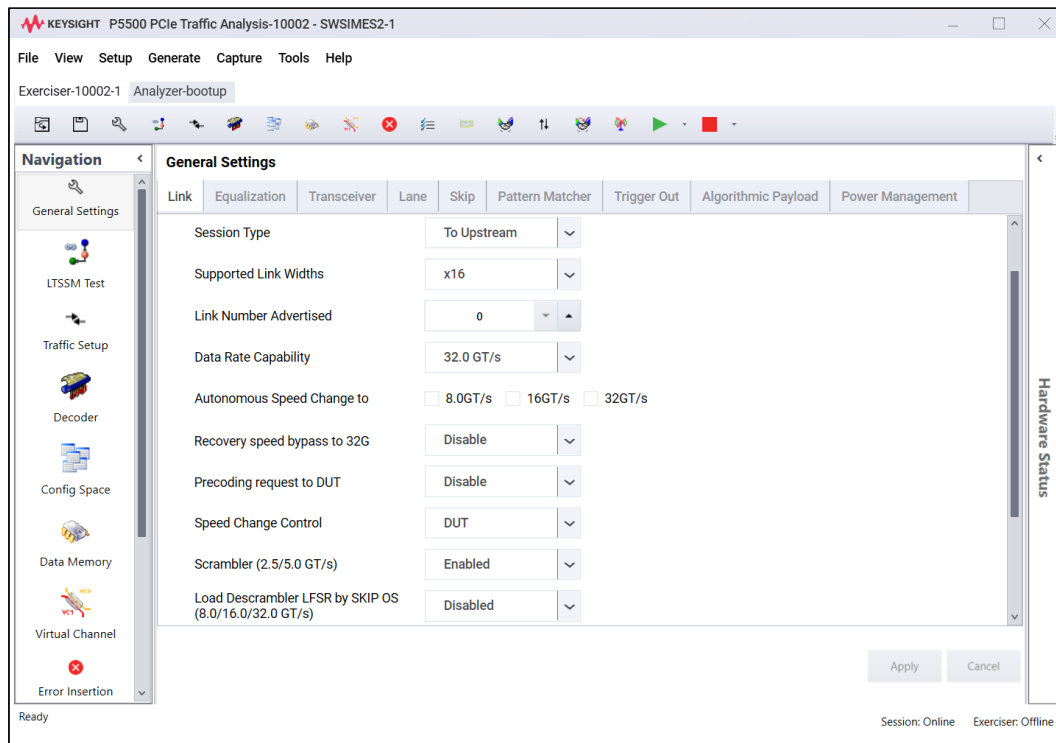 KEYSIGHT P5500 PCIe Traffic Analysis-10002 - SWSIMES2-1
File View Setup Generate Capture Tools Help
Exerciser-10002-1 Analyzer-bootup
Navigation
General Settings
LTSSM Test
Traffic Setup
Decoder
Config Space
Data Memory
VC0
VC1
Virtual Channel
Error Insertion
General Settings
Link Equalization Transceiver Lane Skip Pattern Matcher Trigger Out Algorithmic Payload Power Management
Session Type To Upstream
Supported Link Widths x16
Link Number Advertised 0
Data Rate Capability 32.0 GT/s
Autonomous Speed Change to 8.0GT/s 16GT/s 32GT/s
Recovery speed bypass to 32G Disable
Precoding request to DUT Disable
Speed Change Control DUT
Scrambler (2.5/5.0 GT/s) Enabled
Load Descrambler LFSR by SKIP OS
(8.0/16.0/32.0 GT/s) Disabled
Apply Cancel
Hardware Status
Ready Session: Online Exerciser: Offline